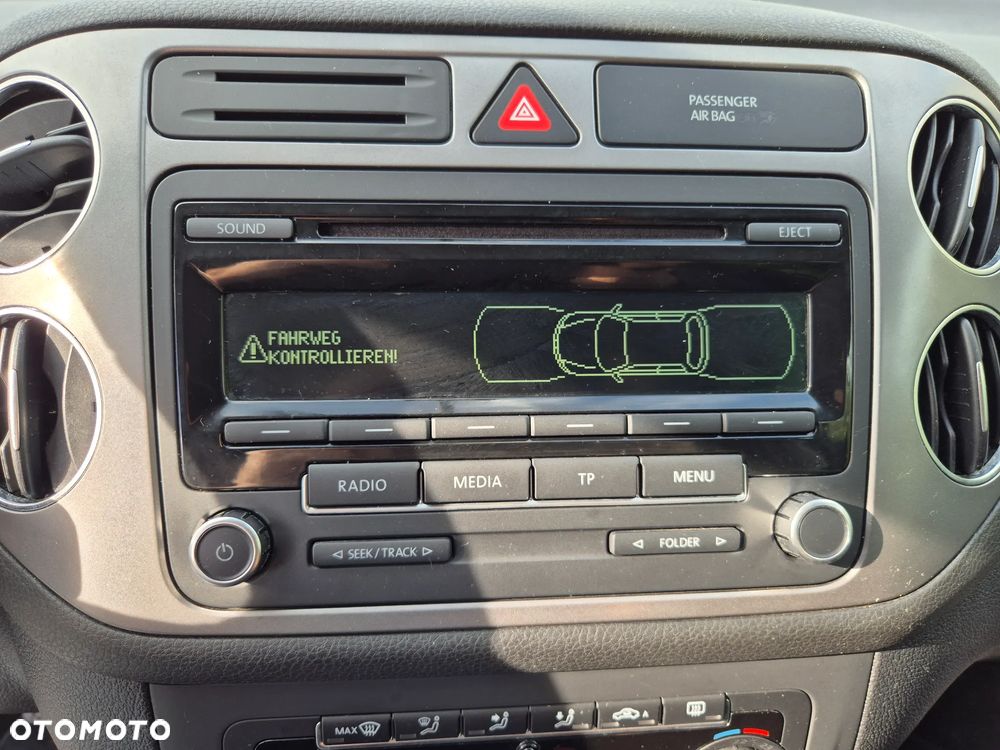 PASSENGER
AIR BAG
SOUND
EJECT
FAHRWEG
KONTROLLIEREN!
RADIO
MEDIA
TP
MENU
SEEK / TRACK
FOLDER
MAX
A
OTOMOTO